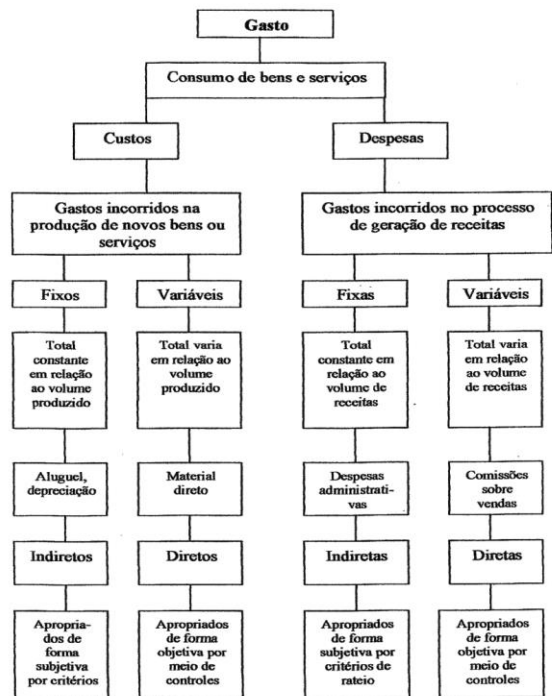 Gasto
Consumo de bens e serviços
Custos
Despesas
Gastos incorridos na
produção de novos bens ou
serviços
Gastos incorridos no processo
de geração de receitas
Fixos
Variáveis
Fixas
Variáveis
Total
constante
em relação
ao volume
produzido
Total varia
em relação ao
volume
produzido
Total
constante em
relação ao
volume de
receitas
Total varia em
relação ao
volume
de receitas
Aluguel,
depreciação
Material
direto
Despesas
administrati-
vas
Comissões
sobre
vendas
Indiretos
Diretos
Indiretas
Diretas
Apropria-
dos de
forma
subjetiva
por critérios
Apropriados
de forma
objetiva por
meio de
controles
Apropriados
de forma
subjetiva por
critérios de
rateio
Apropriados de
forma
objetiva por
meio de
controles